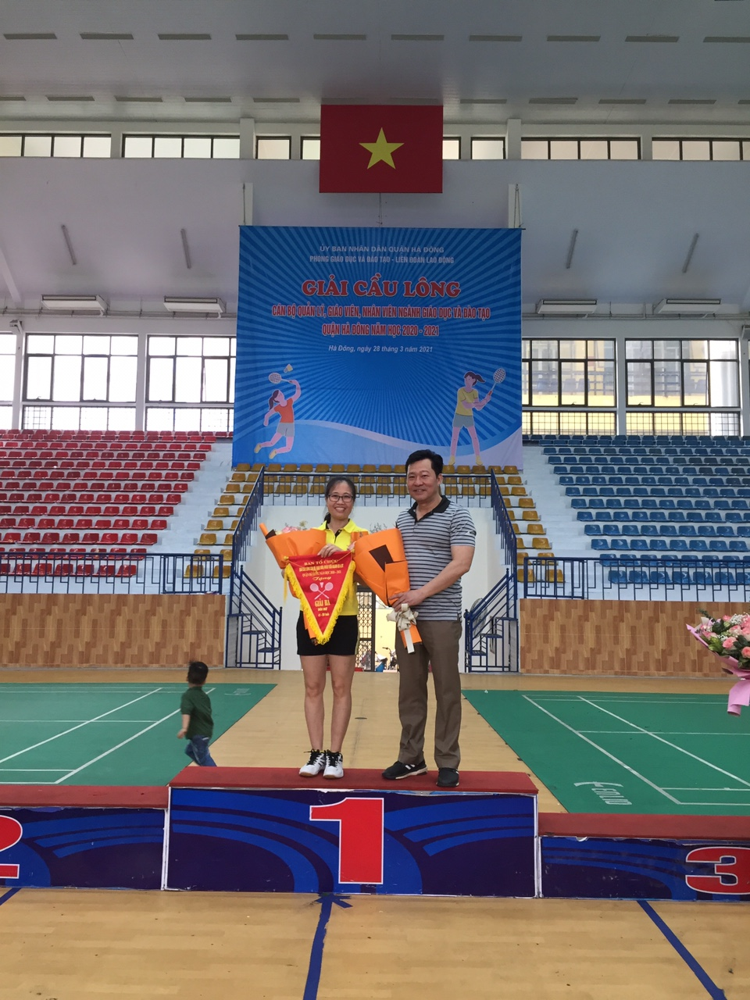 ỦY BAN NHÂN DÂN QUẬN HÀ ĐÔNG
PHÒNG GIÁO DỤC VÀ ĐÀO TẠO - LIÊN ĐOÀN LAO ĐỘNG
GIẢI CẦU LÔNG
CÁN BỘ QUẢN LÝ, GIÁO VIÊN, NHÂN VIÊN NGÀNH GIÁO DỤC VÀ ĐÀO TẠO
QUẬN HÀ ĐÔNG NĂM HỌC 2020 - 2021
Hà Đông, ngày 28 tháng 3 năm 2021
BAN TỔ CHỨC
Tặng
GIẢI BA
2
1
3